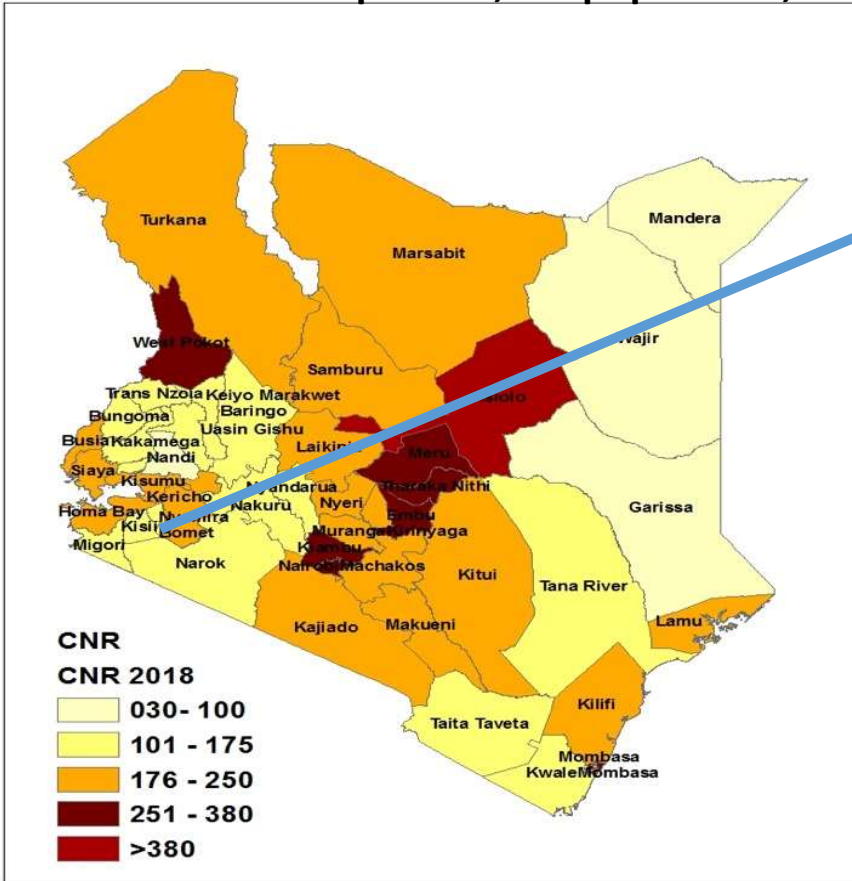 Turkana
Mandera
Marsabit
Wajir
West Pokot
Samburu
Isiolo
Trans Nzoia Keiyo Marakwet
Bungoma Baringo
Busia Kakamega Uasin Gishu
Nandi
Laikipia
Meru
Siaya
Kisumu
Kericho
Nyandarua
Tharaka Nithi
Homa Bay
Nakuru
Nyeri
Embu
Garissa
Kisii Nyamira
Bomet
Muranga Kirinyaga
Migori
Kiambu
Narok
Nairobi Machakos
Kitui
Tana River
Kajiado
Makueni
Lamu
CNR
CNR 2018
030- 100
101 - 175
176 - 250
251 - 380
>380
Kilifi
Taita Taveta
Mombasa
Kwale Mombasa